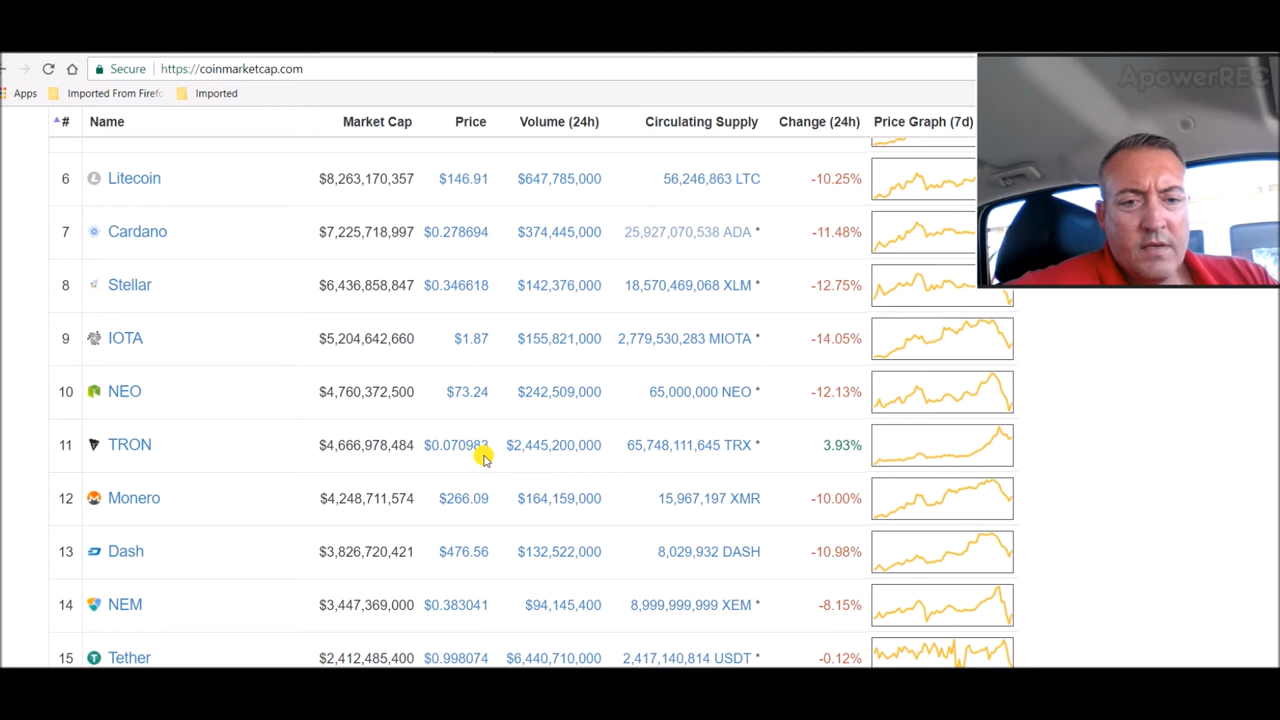 ApowerREC
Secure https://coinmarketcap.com
Apps Imported From Firefo Imported
# Name Market Cap Price Volume (24h) Circulating Supply Change (24h) Price Graph (7d)
6 Litecoin $8,263,170,357 $146.91 $647,785,000 56,246,863 LTC -10.25%
7 Cardano $7,225,718,997 $0.278694 $374,445,000 25,927,070,538 ADA * -11.48%
8 Stellar $6,436,858,847 $0.346618 $142,376,000 18,570,469,068 XLM * -12.75%
9 IOTA $5,204,642,660 $1.87 $155,821,000 2,779,530,283 MIOTA * -14.05%
10 NEO $4,760,372,500 $73.24 $242,509,000 65,000,000 NEO * -12.13%
11 TRON $4,666,978,484 $0.070983 $2,445,200,000 65,748,111,645 TRX * 3.93%
12 Monero $4,248,711,574 $266.09 $164,159,000 15,967,197 XMR -10.00%
13 Dash $3,826,720,421 $476.56 $132,522,000 8,029,932 DASH -10.98%
14 NEM $3,447,369,000 $0.383041 $94,145,400 8,999,999,999 XEM * -8.15%
15 Tether $2,412,485,400 $0.998074 $6,440,710,000 2,417,140,814 USDT * -0.12%